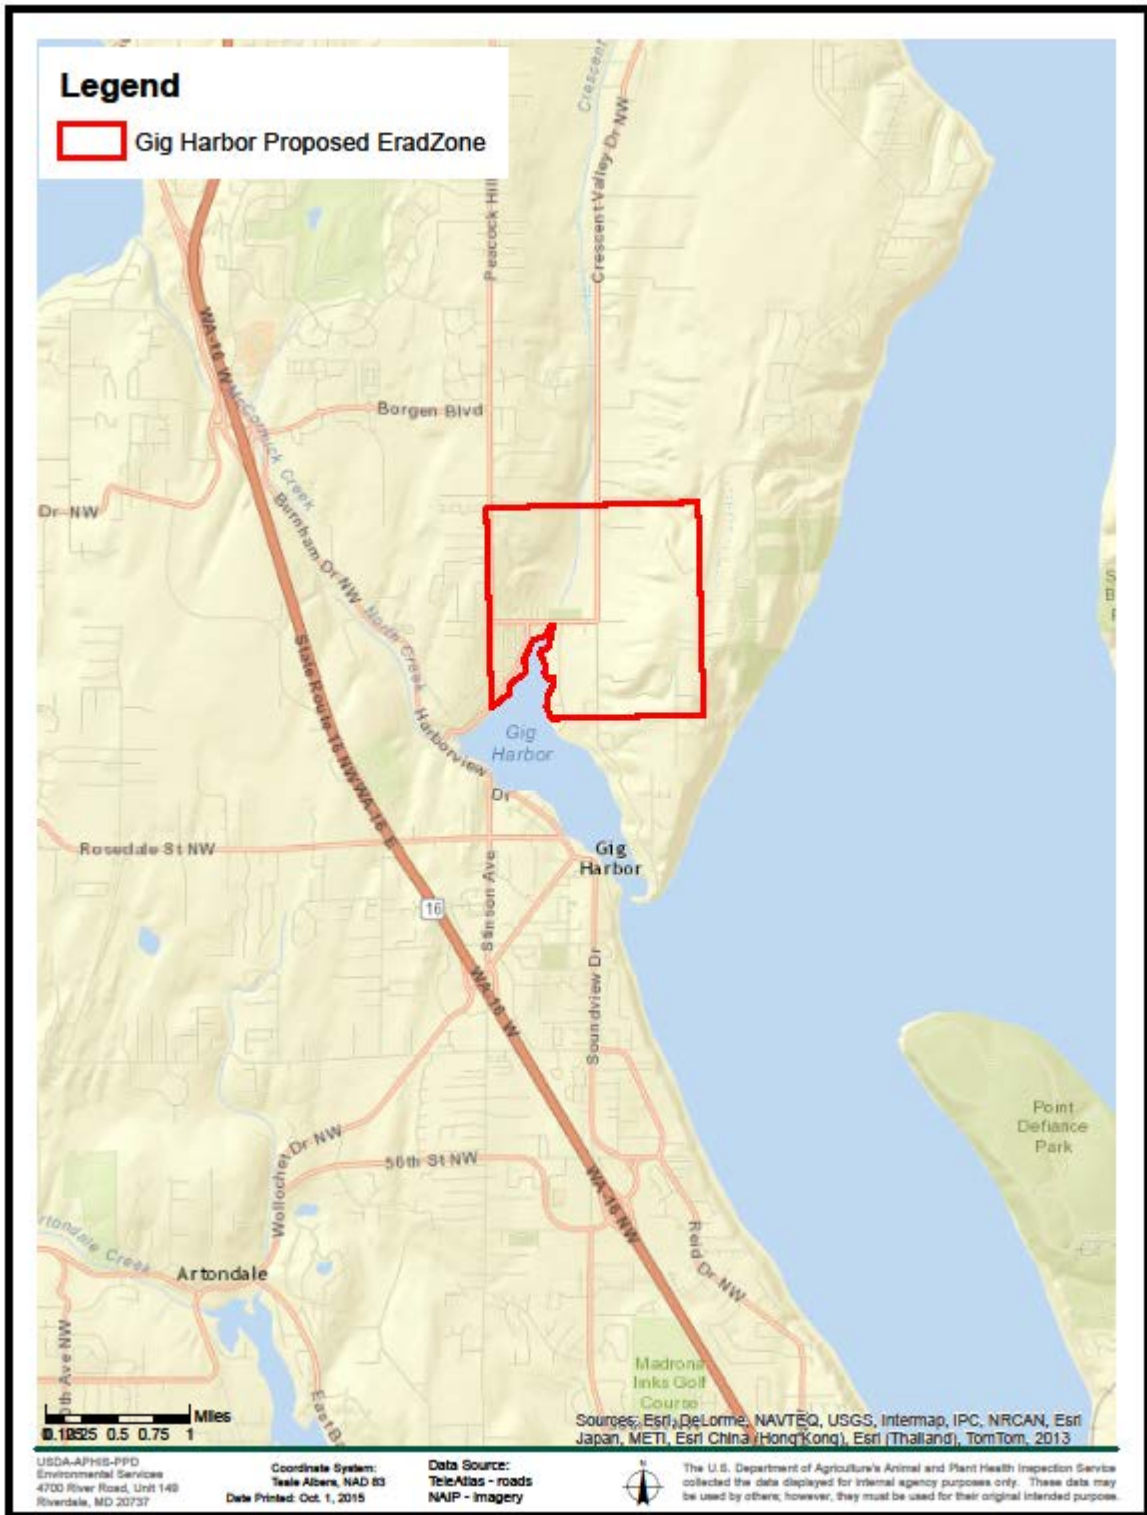 Legend
Gig Harbor Proposed EradZone
Crescent
Crescent Valley Dr NW
Peacock Hill
WA-16 W
McCormick Creek
Borgen Blvd
Dr NW
Burnham Dr NW
North Creek
State Route 16 NW
WA-16 E
Harborview
Dr
Gig
Harbor
Rosedale St NW
Gig
Harbor
16
Stinson Ave
WA-16 W
Soundview Dr
Point
Defiance
Park
Wollochet Dr NW
56th St NW
WA-16 NW
Reid Dr NW
Artondale
Creek
Madrona
links Golf
Course
Ave NW
East
Miles
0.5 0.75 1
Sources: Esri, DeLorme, NAVTEQ, USGS, Intermap, IPC, NRCAN, Esri
Japan, METI, Esri China (Hong Kong), Esri (Thailand), TomTom, 2013
USDA-APHIS-PPD
Environmental Services
4700 River Road, Unit 149
Riverdale, MD 20737
Coordinate System:
Teale Albers, NAD 83
Date Printed: Oct. 1, 2015
Data Source:
TeleAtlas - roads
NAIP - Imagery
N
The U.S. Department of Agriculture's Animal and Plant Health Inspection Service
collected the data displayed for internal agency purposes only. These data may
be used by others; however, they must be used for their original intended purpose.